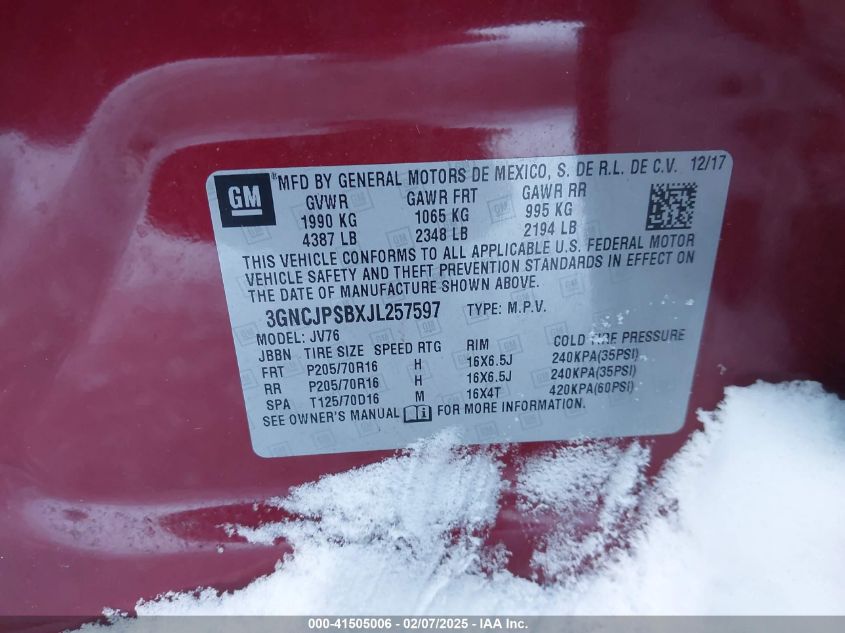 GM ® MFD BY GENERAL MOTORS DE MEXICO, S. DE R.L. DE C.V. 12/17
GVWR GAWR FRT GAWR RR
1990 KG 1065 KG 995 KG
4387 LB 2348 LB 2194 LB
THIS VEHICLE CONFORMS TO ALL APPLICABLE U.S. FEDERAL MOTOR
VEHICLE SAFETY AND THEFT PREVENTION STANDARDS IN EFFECT ON
THE DATE OF MANUFACTURE SHOWN ABOVE.
3GNCJPSBXJL257597 TYPE: M.P.V.
MODEL: JV76
JBBN TIRE SIZE SPEED RTG RIM COLD TIRE PRESSURE
FRT P205/70R16 H 16X6.5J 240KPA(35PSI)
RR P205/70R16 H 16X6.5J 240KPA(35PSI)
SPA T125/70D16 M 16X4T 420KPA(60PSI)
SEE OWNER'S MANUAL FOR MORE INFORMATION.
000-41505006 - 02/07/2025 - IAA Inc.